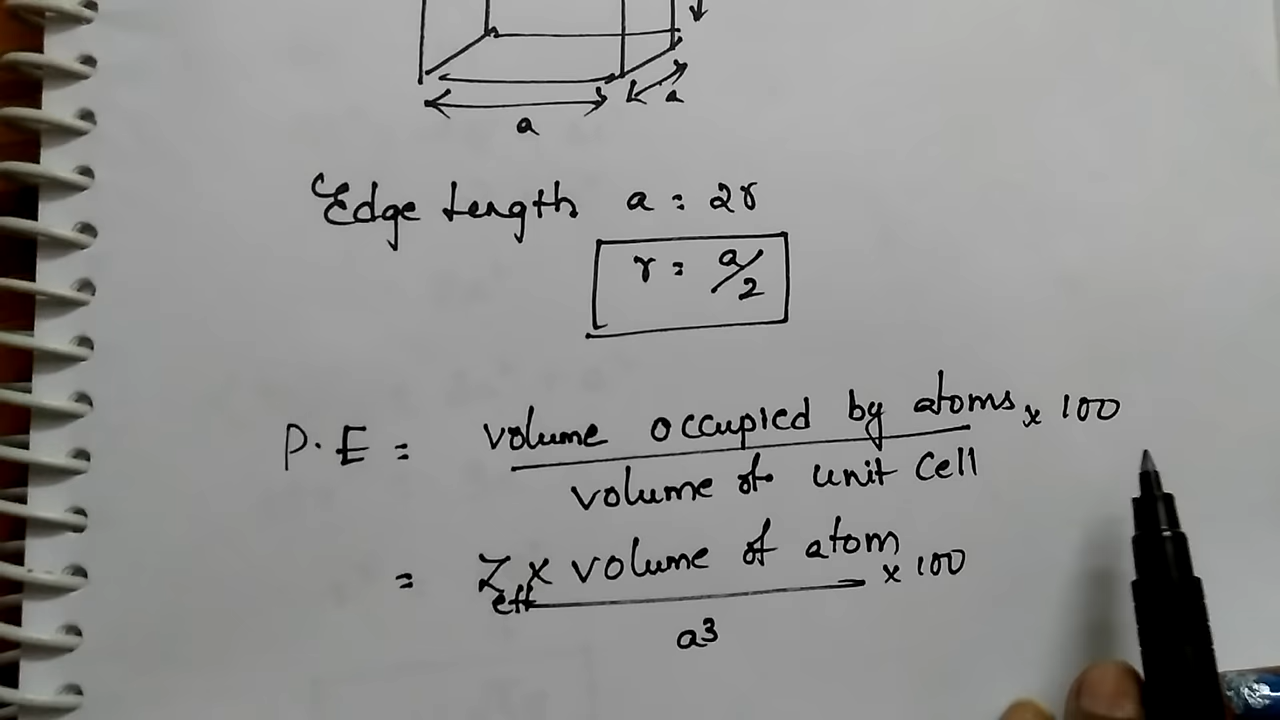 a
a
Edge Length a = 2r
r = a/2
P.E = volume occupied by atoms × 100
volume of unit cell
= Zeff × volume of atom × 100
a³